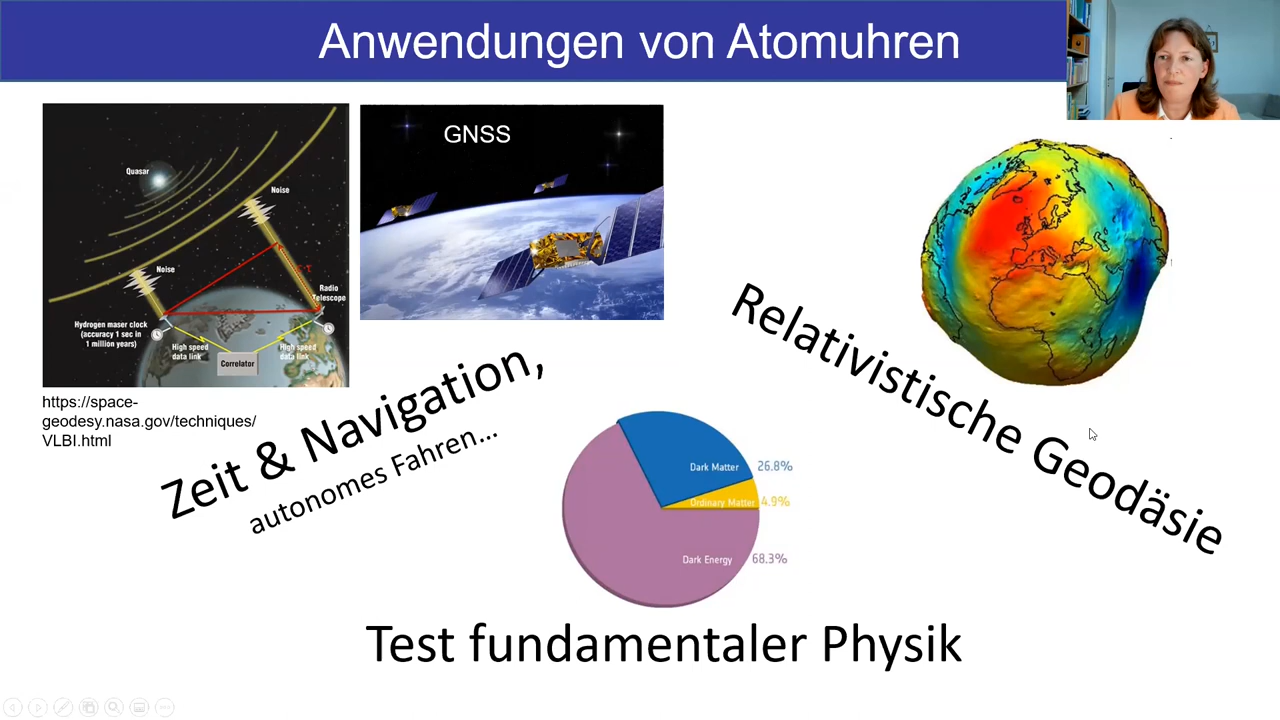 Anwendungen von Atomuhren
Quasar
Noise
Noise
τ
Radio
Telescope
Hydrogen maser clock
(accuracy 1 sec in
1 million years)
High speed
data link
High speed
data link
Correlator
https://space-
geodesy.nasa.gov/techniques/
VLBI.html
GNSS
Zeit & Navigation,
autonomes Fahren...
Relativistische Geodäsie
Dark Matter 26.8%
Ordinary Matter 4.9%
Dark Energy 68.3%
Test fundamentaler Physik